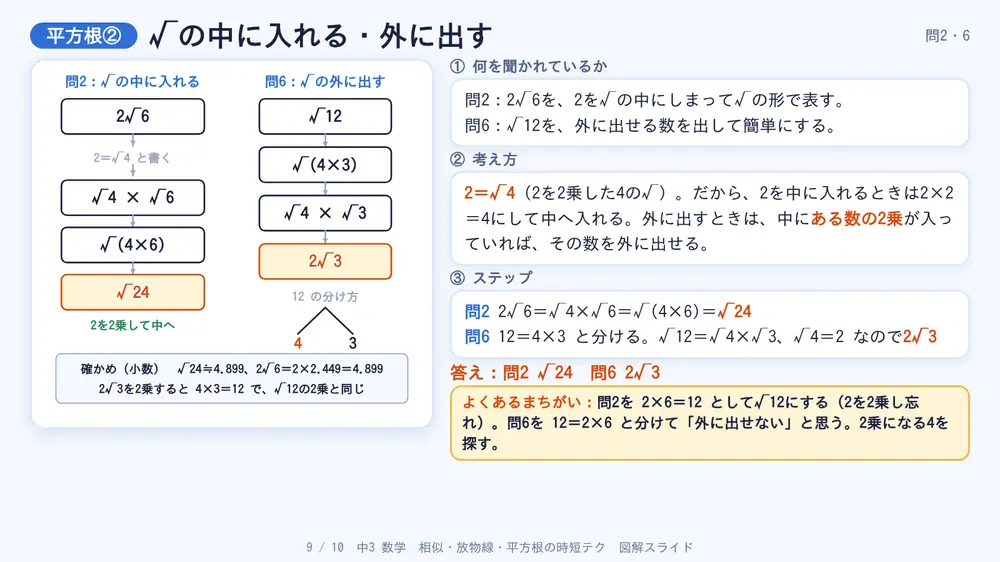 平方根② √の中に入れる・外に出す
問2・6
問2：√の中に入れる
2√6
2＝√4 と書く
√4 × √6
√(4×6)
√24
2を2乗して中へ
問6：√の外に出す
√12
√(4×3)
√4 × √3
2√3
12 の分け方
4 3
確かめ（小数） √24≒4.899、2√6＝2×2.449＝4.899
2√3を2乗すると 4×3＝12 で、√12の2乗と同じ
① 何を聞かれているか
問2：2√6を、2を√の中にしまって√の形で表す。
問6：√12を、外に出せる数を出して簡単にする。
② 考え方
2＝√4（2を2乗した4の√）。だから、2を中に入れるときは2×2
＝4にして中へ入れる。外に出すときは、中にある数の2乗が入っ
ていれば、その数を外に出せる。
③ ステップ
問2 2√6＝√4×√6＝√(4×6)＝√24
問6 12＝4×3 と分ける。√12＝√4×√3、√4＝2 なので2√3
答え：問2 √24 問6 2√3
よくあるまちがい：問2を 2×6＝12 として√12にする（2を2乗し忘
れ）。問6を 12＝2×6 と分けて「外に出せない」と思う。2乗になる4を
探す。
9 / 10 中3 数学 相似・放物線・平方根の時短テク 図解スライド